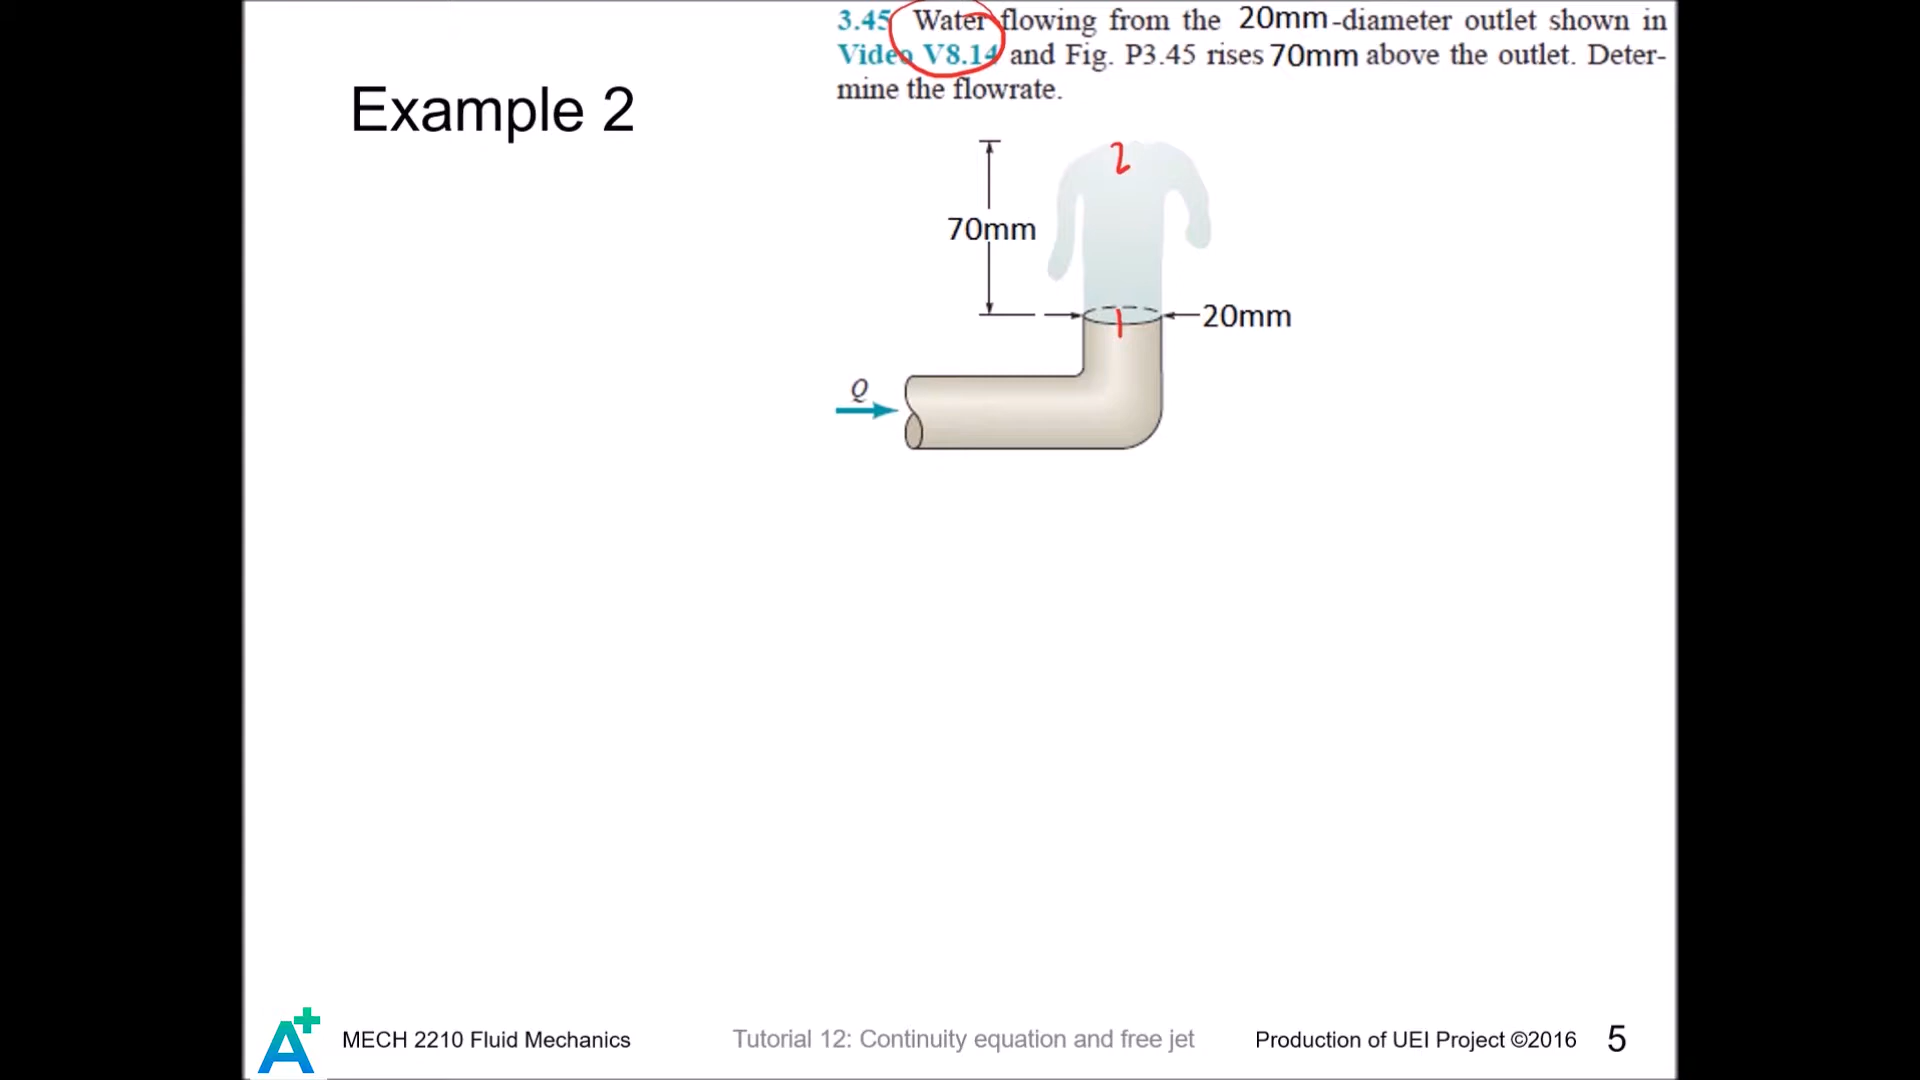 3.45 Water flowing from the 20mm-diameter outlet shown in
Video V8.14 and Fig. P3.45 rises 70mm above the outlet. Deter-
mine the flowrate.
Example 2
2
70mm
1
20mm
Q
A+ MECH 2210 Fluid Mechanics Tutorial 12: Continuity equation and free jet Production of UEI Project ©2016 5